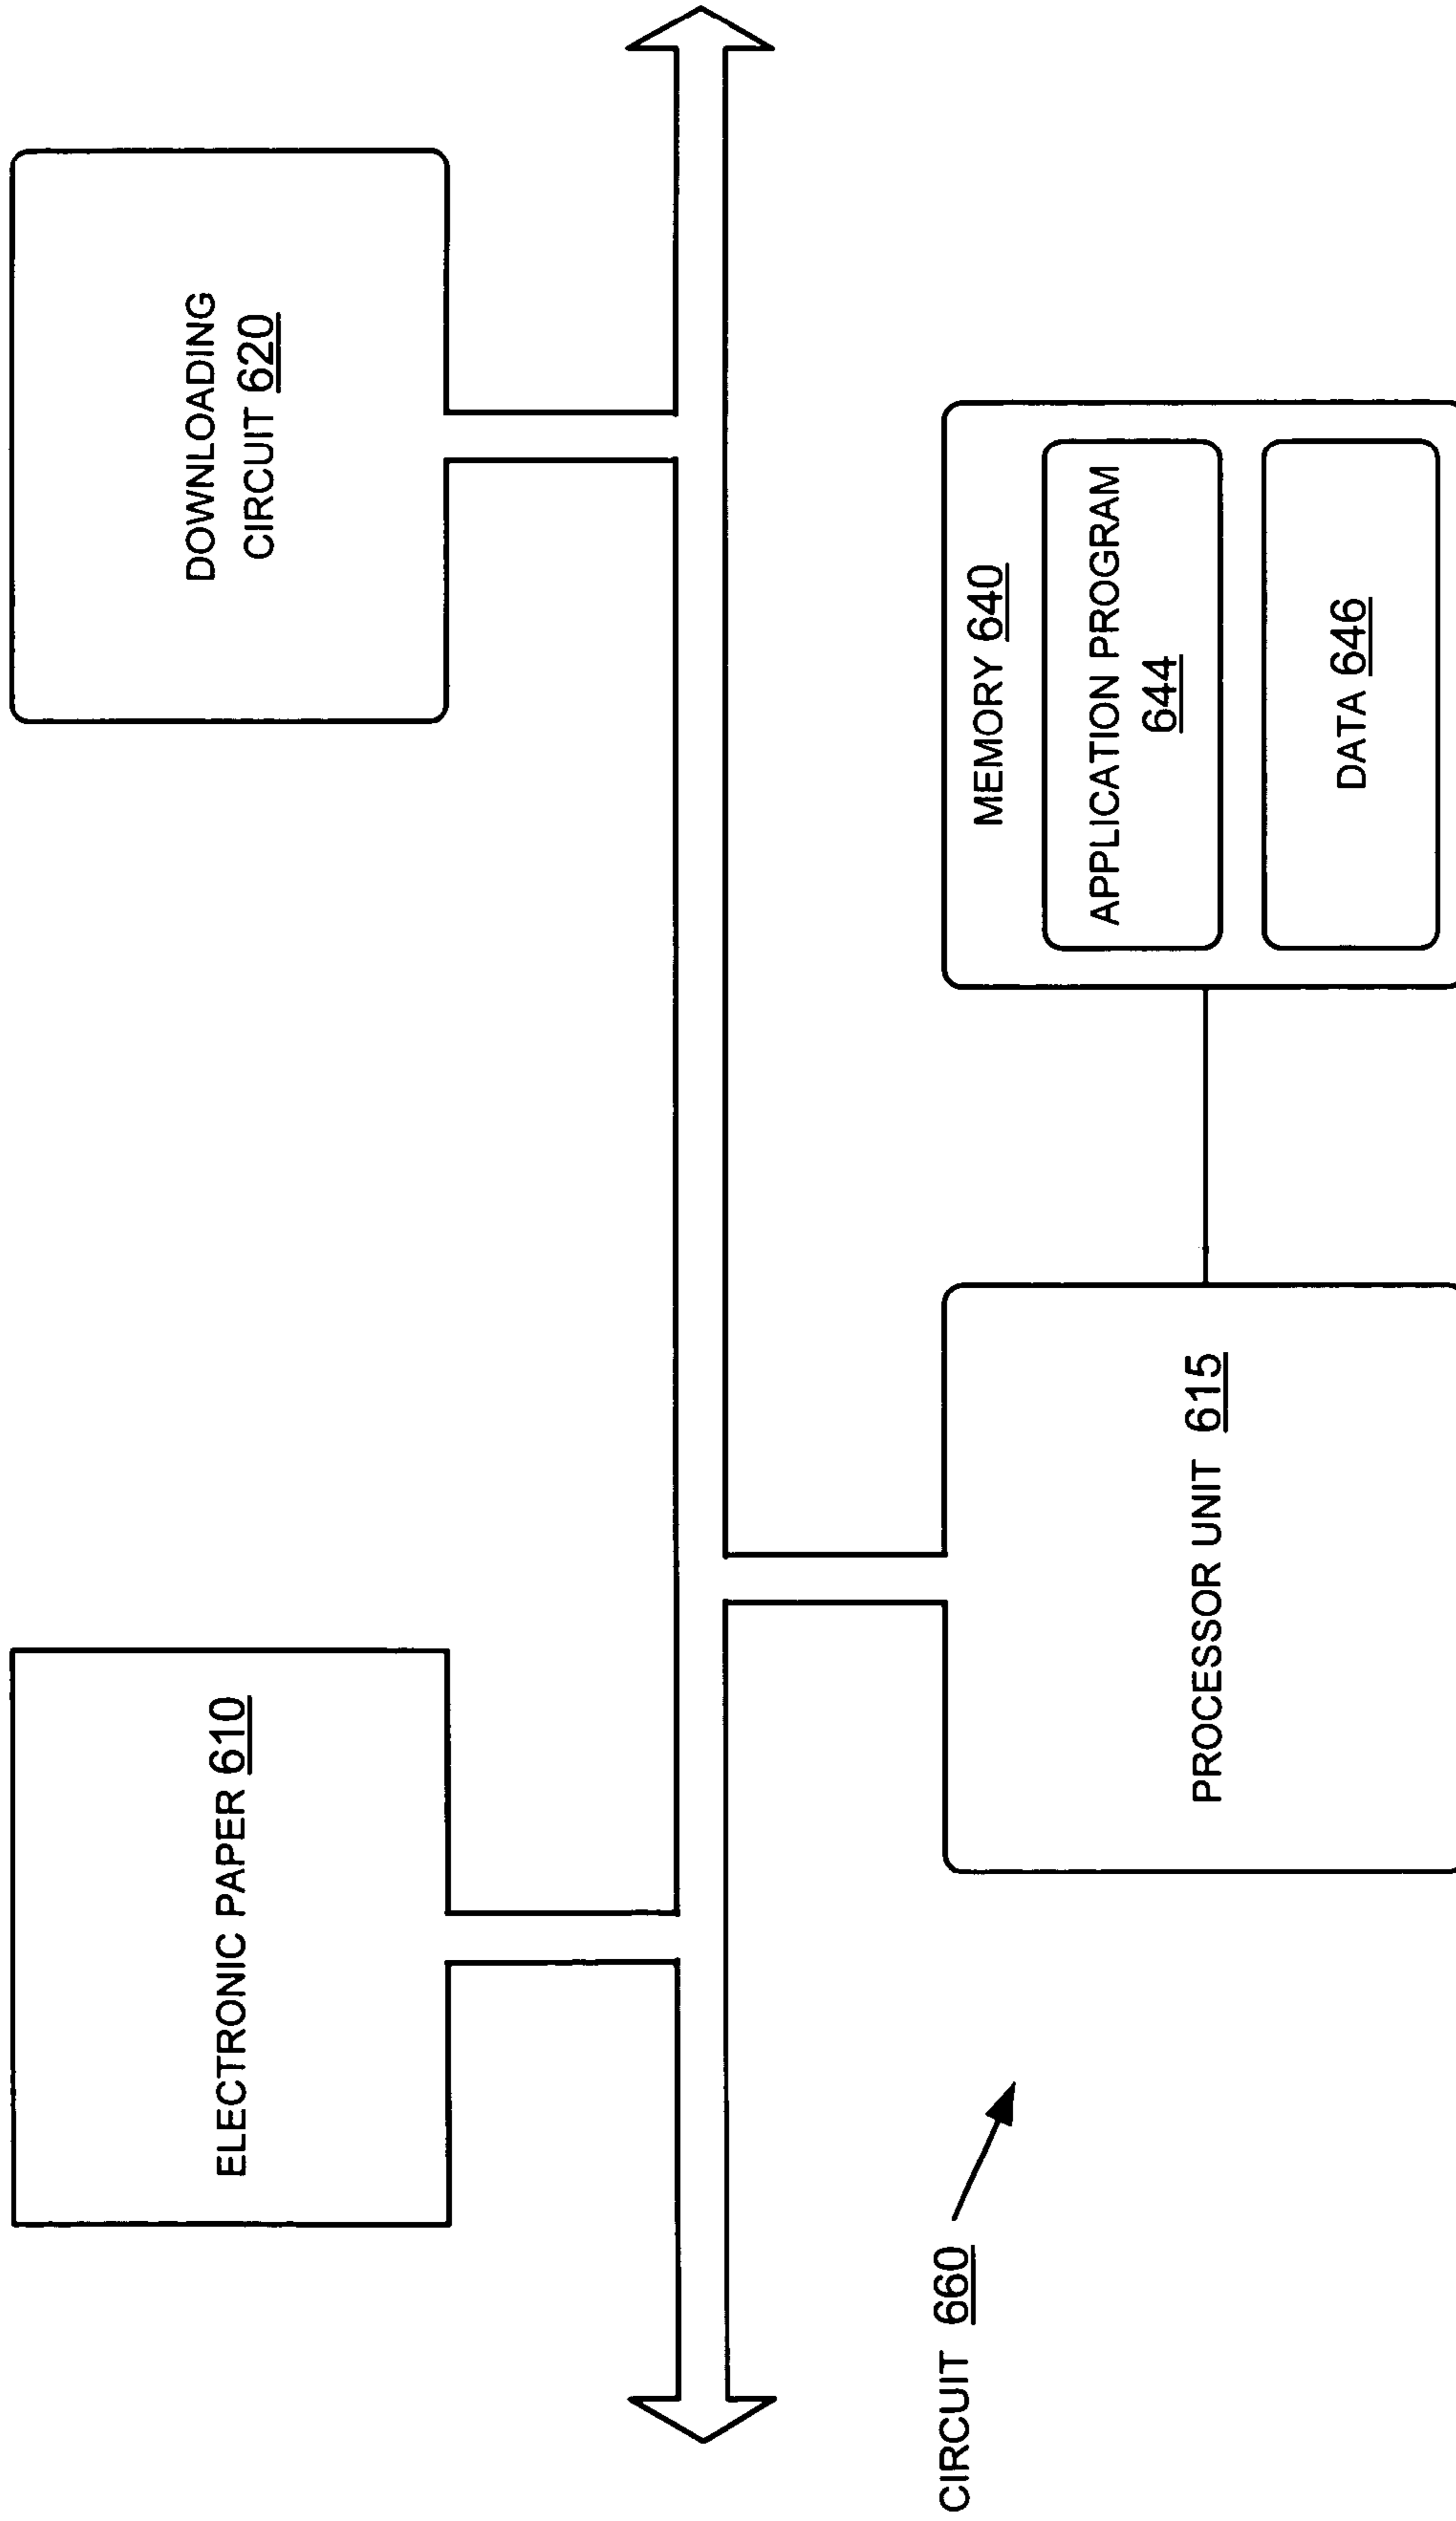 ELECTRONIC PAPER 610
DOWNLOADING
CIRCUIT 620
CIRCUIT 660
PROCESSOR UNIT 615
MEMORY 640
APPLICATION PROGRAM
644
DATA 646